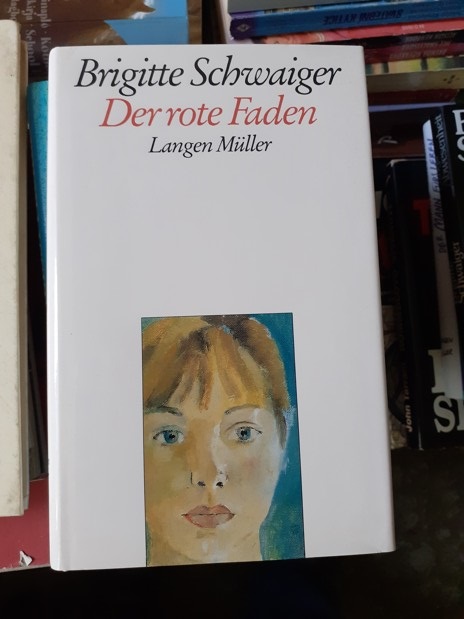 Brigitte Schwaiger
Der rote Faden
Langen Müller